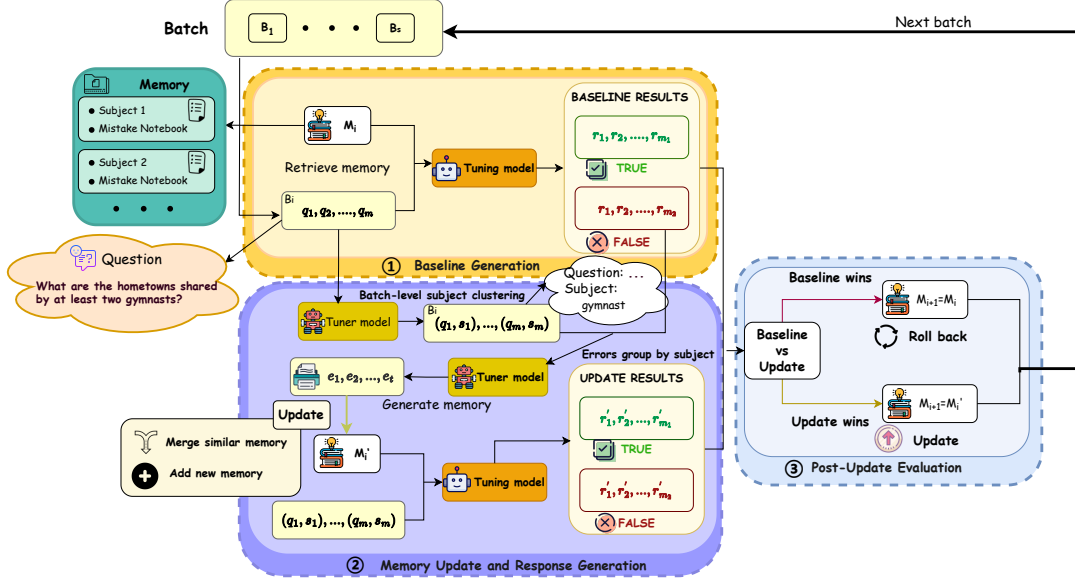 Next batch
Batch
B1
• • •
Bs
Memory
• Subject 1
• Mistake Notebook
• Subject 2
• Mistake Notebook
• • •
Mi
Retrieve memory
Tuning model
BASELINE RESULTS
r1, r2, ...., rm1
TRUE
r1, r2, ...., rm2
FALSE
Bi
q1, q2, ...., qm
① Baseline Generation
Question
What are the hometowns shared
by at least two gymnasts?
Batch-level subject clustering
Question: ...
Subject:
gymnast
Tuner model
Bi
(q1, s1), ..., (qm, sm)
Errors group by subject
e1, e2, ..., et
Tuner model
Generate memory
Update
Merge similar memory
Add new memory
Mi'
Tuning model
(q1, s1), ..., (qm, sm)
UPDATE RESULTS
r'1, r'2, ..., r'm1
TRUE
r'1, r'2, ..., r'm2
FALSE
② Memory Update and Response Generation
Baseline wins
Mi+1=Mi
Roll back
Baseline
vs
Update
Mi+1=Mi'
Update wins
Update
③ Post-Update Evaluation